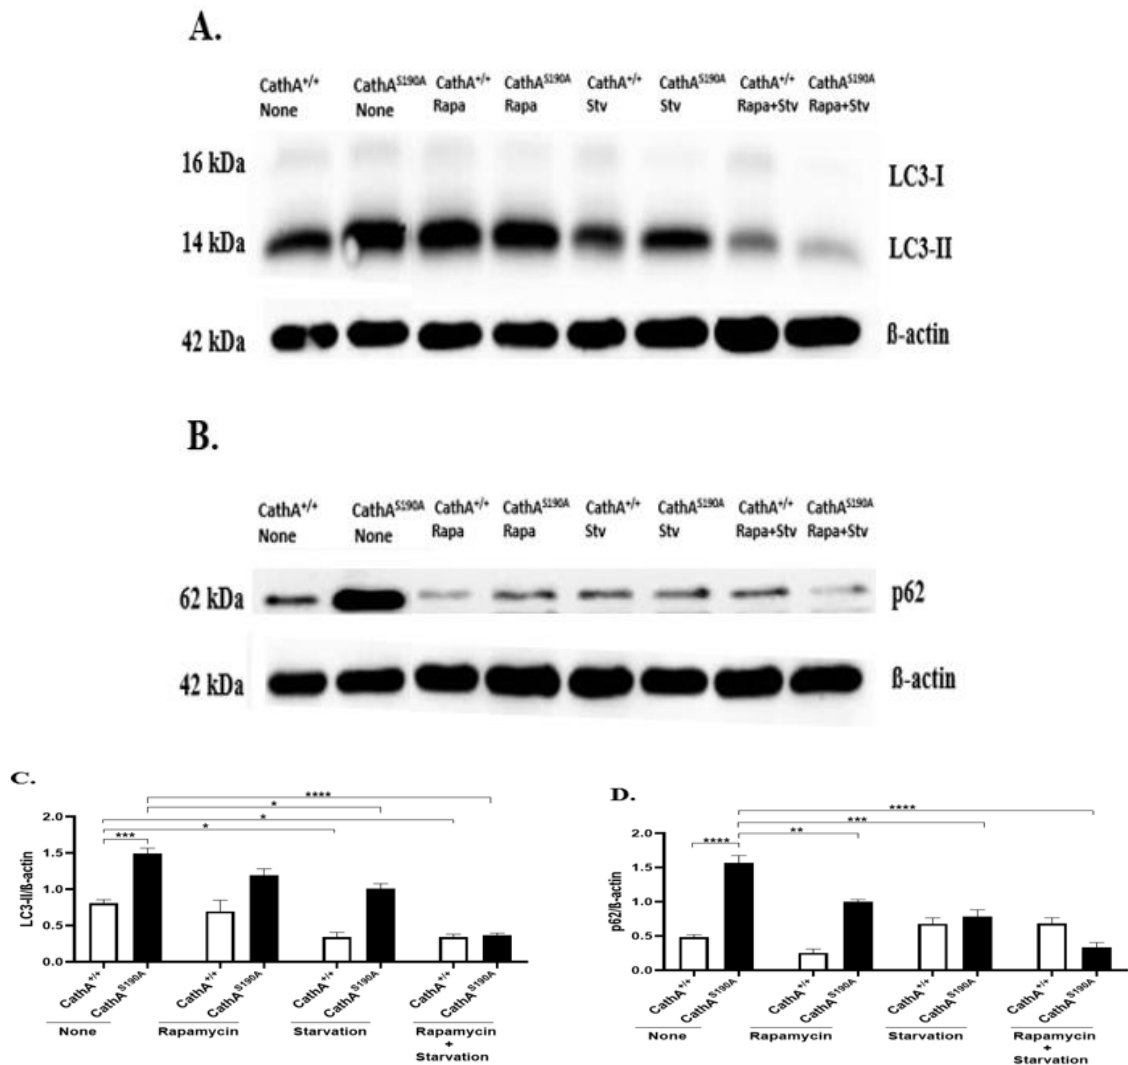 A.
CathA+/+ CathAS190A CathA+/+ CathAS190A CathA+/+ CathAS190A CathA+/+ CathAS190A
None None Rapa Rapa Stv Stv Rapa+Stv Rapa+Stv
16 kDa LC3-I
14 kDa LC3-II
42 kDa ß-actin
B.
CathA+/+ CathAS190A CathA+/+ CathAS190A CathA+/+ CathAS190A CathA+/+ CathAS190A
None None Rapa Rapa Stv Stv Rapa+Stv Rapa+Stv
62 kDa p62
42 kDa ß-actin
C.
****
*
*
*
***
2.0
1.5
1.0
0.5
0.0
LC3-II/ß-actin
CathA+/+ CathAS190A CathA+/+ CathAS190A CathA+/+ CathAS190A CathA+/+ CathAS190A
None Rapamycin Starvation Rapamycin
+
Starvation
D.
****
***
**
****
2.0
1.5
1.0
0.5
0.0
p62/ß-actin
CathA+/+ CathAS190A CathA+/+ CathAS190A CathA+/+ CathAS190A CathA+/+ CathAS190A
None Rapamycin Starvation Rapamycin
+
Starvation